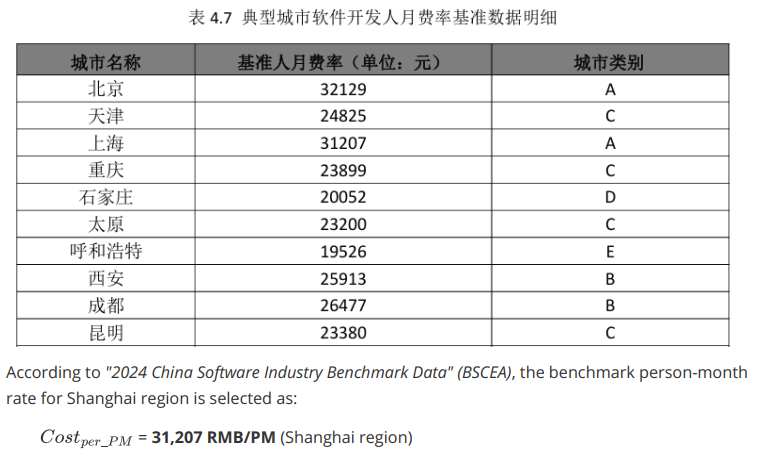 表 4.7 典型城市软件开发人月费率基准数据明细
城市名称 基准人月费率（单位：元） 城市类别
北京 32129 A
天津 24825 C
上海 31207 A
重庆 23899 C
石家庄 20052 D
太原 23200 C
呼和浩特 19526 E
西安 25913 B
成都 26477 B
昆明 23380 C
According to "2024 China Software Industry Benchmark Data" (BSCEA), the benchmark person-month
rate for Shanghai region is selected as:
Cost_{per_PM} = 31,207 RMB/PM (Shanghai region)